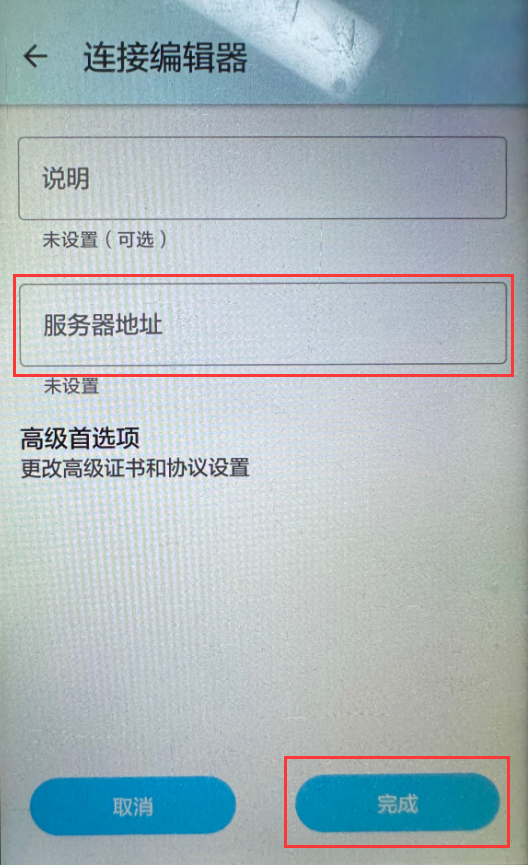 连接编辑器
说明
未设置（可选）
服务器地址
未设置
高级首选项
更改高级证书和协议设置
取消
完成